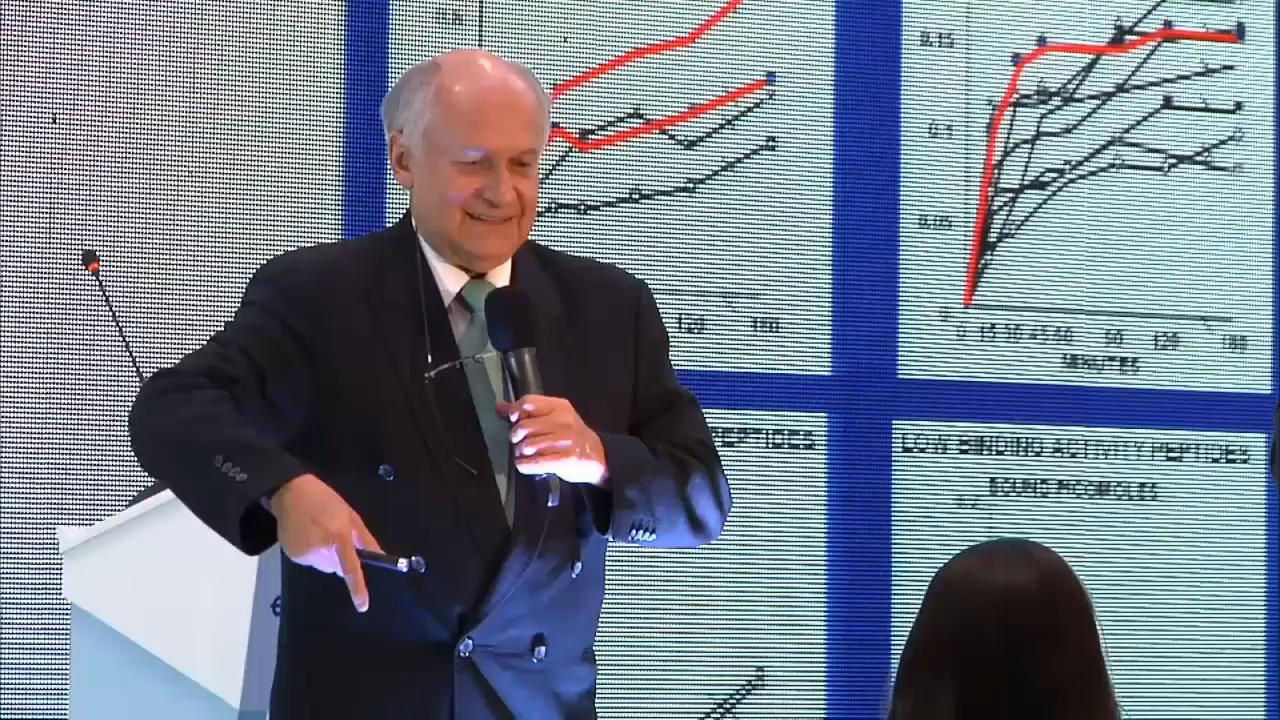 0.15
0.1
0.05
120 180
0 15 30 45 60 90 120 180
MINUTES
PEPTIDES
LOW BINDING ACTIVITY PEPTIDES
BOUND PICOMOLES